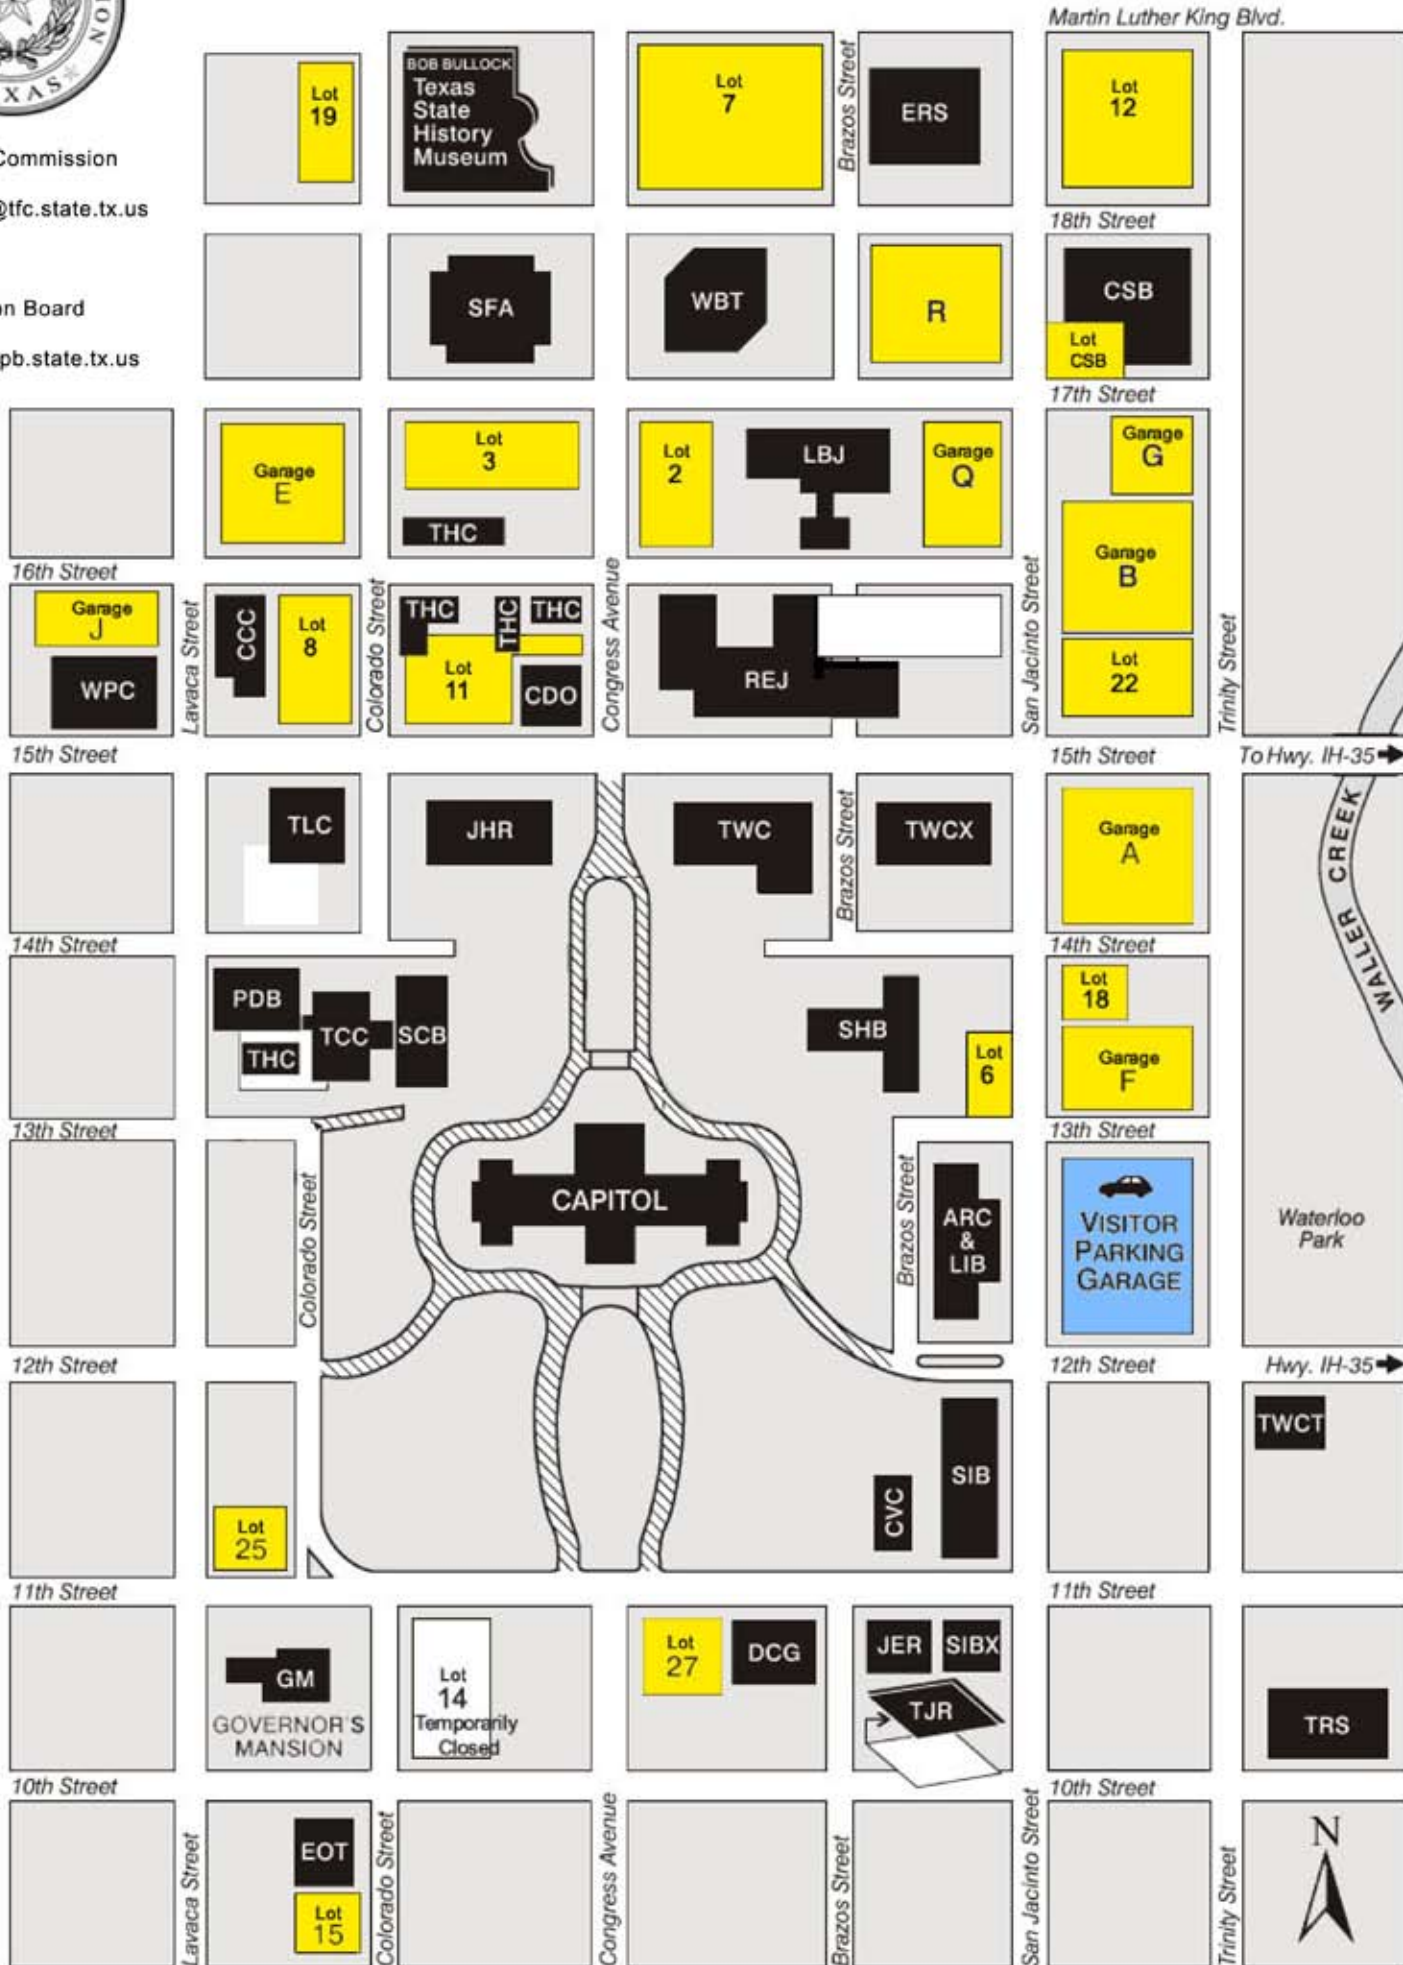 ION
XAS
Commission
@tfc.state.tx.us
on Board
pb.state.tx.us
Martin Luther King Blvd.
Lot
19
BOB BULLOCK
Texas
State
History
Museum
Lot
7
Brazos Street
ERS
Lot
12
18th Street
SFA
WBT
R
CSB
Lot
CSB
17th Street
Garage
E
Lot
3
THC
Lot
2
LBJ
Garage
Q
Garage
G
Garage
B
16th Street
Garage
J
WPC
Lavaca Street
CCC
Lot
8
Colorado Street
THC
THC
THC
Lot
11
CDO
Congress Avenue
REJ
San Jacinto Street
Lot
22
Trinity Street
15th Street
15th Street
To Hwy. IH-35
TLC
JHR
TWC
Brazos Street
TWCX
Garage
A
WALLER CREEK
14th Street
14th Street
PDB
THC
TCC
SCB
SHB
Lot
6
Lot
18
Garage
F
13th Street
13th Street
Colorado Street
CAPITOL
Brazos Street
ARC
&
LIB
VISITOR
PARKING
GARAGE
Waterloo
Park
12th Street
12th Street
Hwy. IH-35
TWCT
SIB
CVC
Lot
25
11th Street
11th Street
GM
GOVERNOR'S
MANSION
Lot
14
Temporarily
Closed
Lot
27
DCG
JER
SIBX
TJR
TRS
10th Street
10th Street
Lavaca Street
EOT
Lot
15
Colorado Street
Congress Avenue
Brazos Street
San Jacinto Street
Trinity Street
N